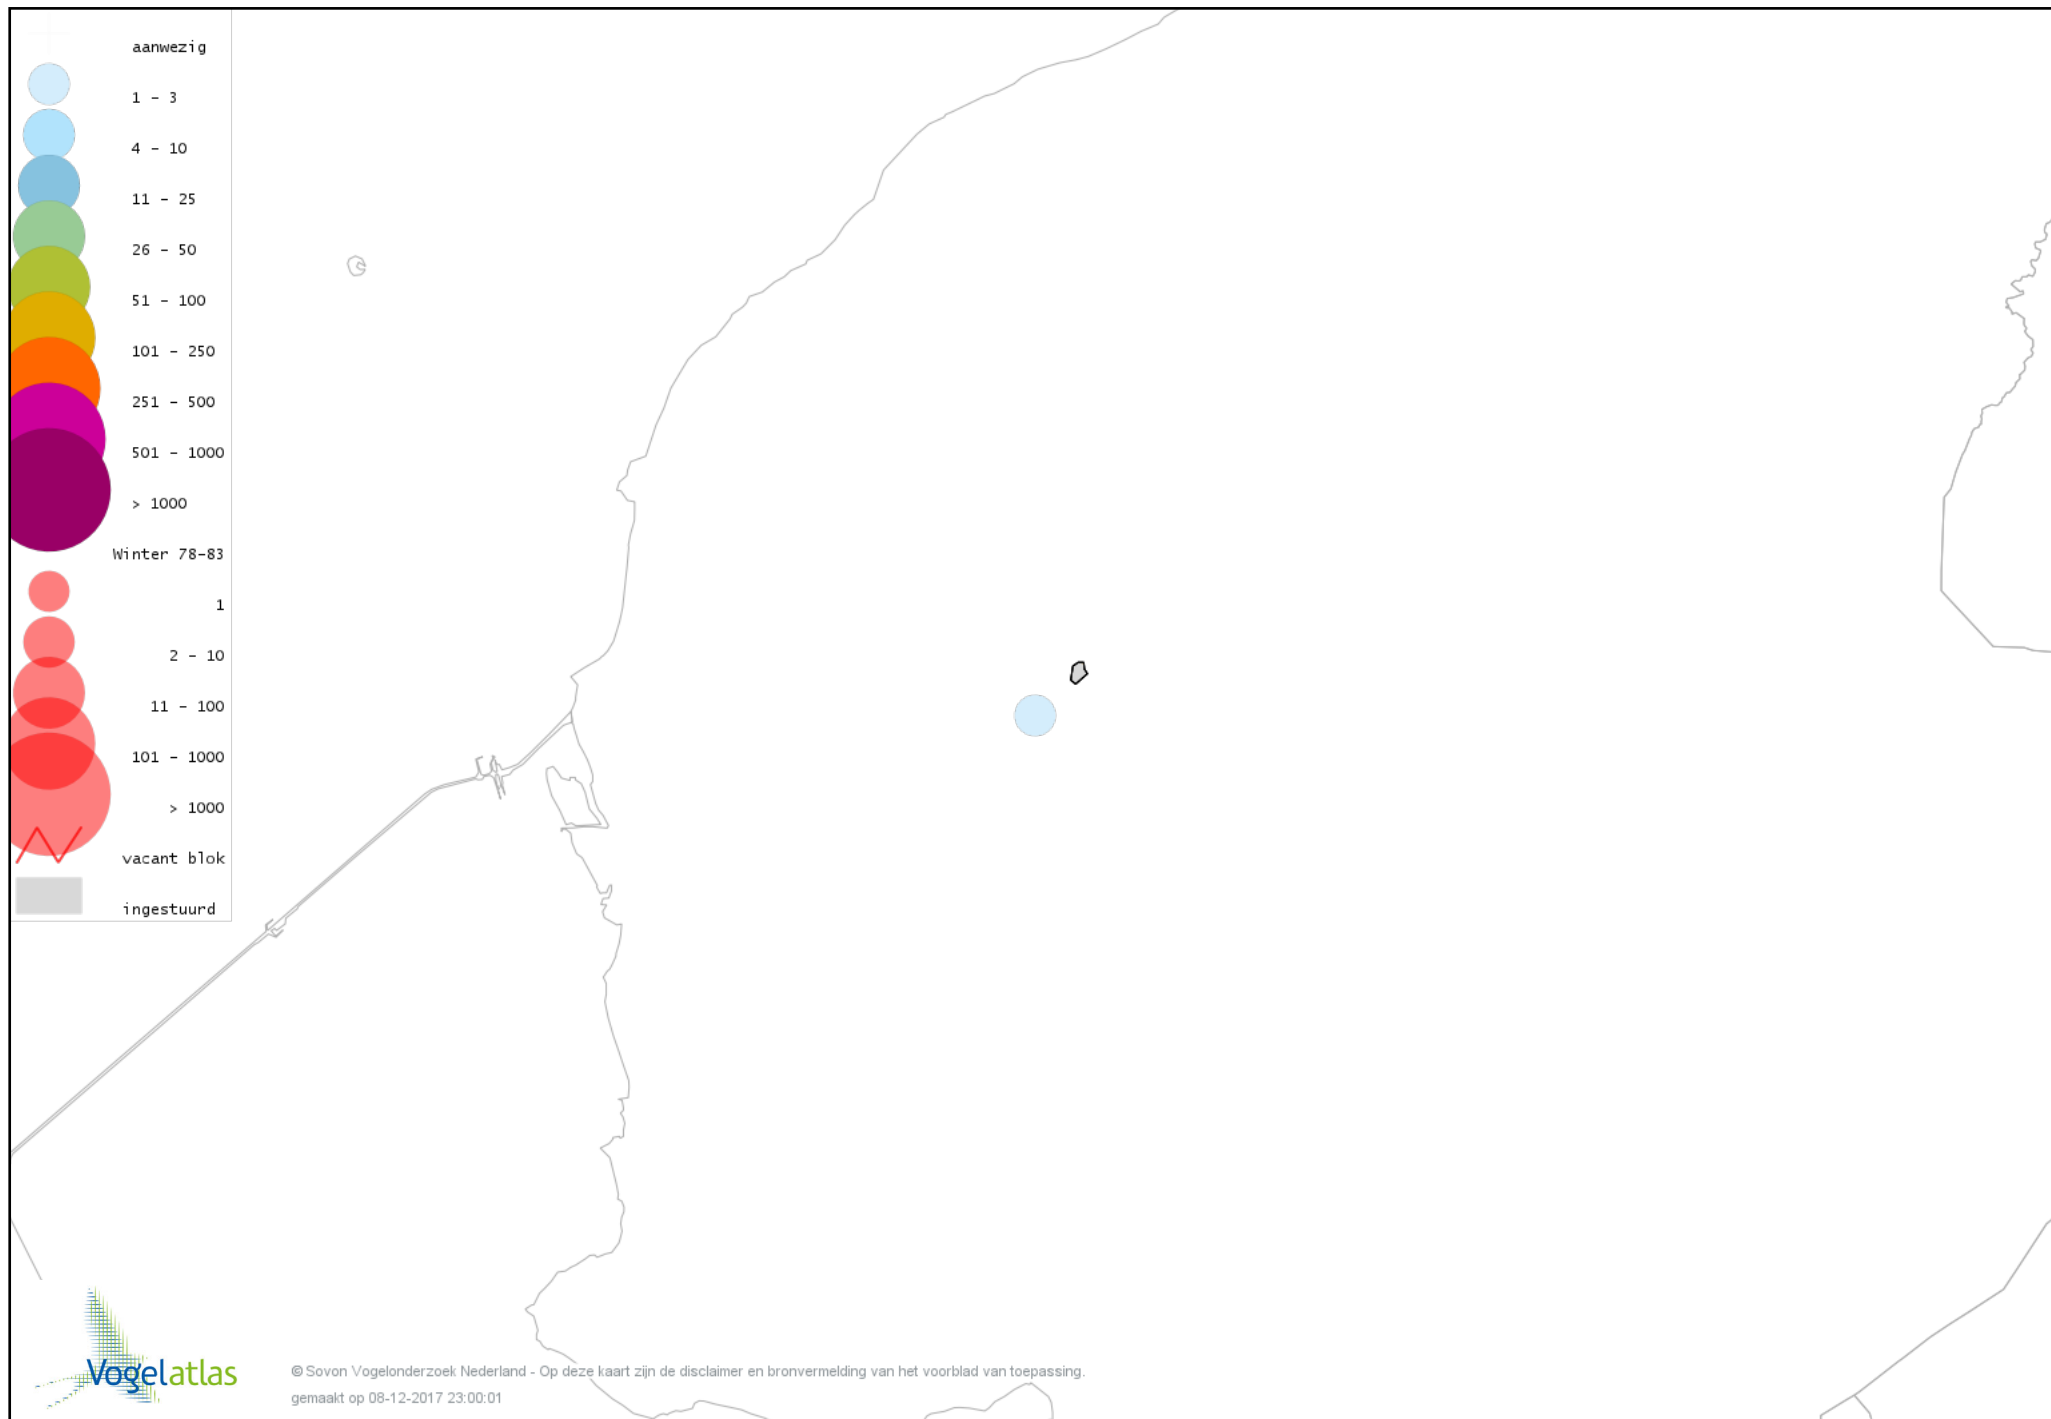 aanwezig
1 - 3
4 - 10
11 - 25
26 - 50
51 - 100
101 - 250
251 - 500
501 - 1000
> 1000
Winter 78-83
1
2 - 10
11 - 100
101 - 1000
> 1000
vacant blok
ingestuurd
Vogelatlas
© Sovon Vogelonderzoek Nederland - Op deze kaart zijn de disclaimer en bronvermelding van het voorblad van toepassing.
gemaakt op 08-12-2017 23:00:01